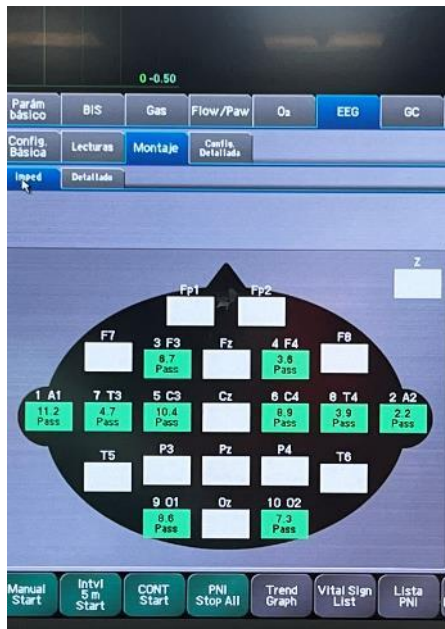 0 -0.50
Parám básico BIS Gas Flow/Paw O₂ EEG GC
Config. Básica Lecturas Montaje Config. Detallada
Imped Detallado
Z
Fp1 Fp2
F7 3 F3 Fz 4 F4 F8
8.7 3.6
Pass Pass
1 A1 7 T3 5 C3 Cz 6 C4 8 T4 2 A2
11.2 4.7 10.4 8.9 3.9 2.2
Pass Pass Pass Pass Pass Pass
T5 P3 Pz P4 T6
9 O1 Oz 10 O2
8.6 7.3
Pass Pass
Manual Start Intvl 5 m Start CONT Start PNI Stop All Trend Graph Vital Sign List Lista PNI